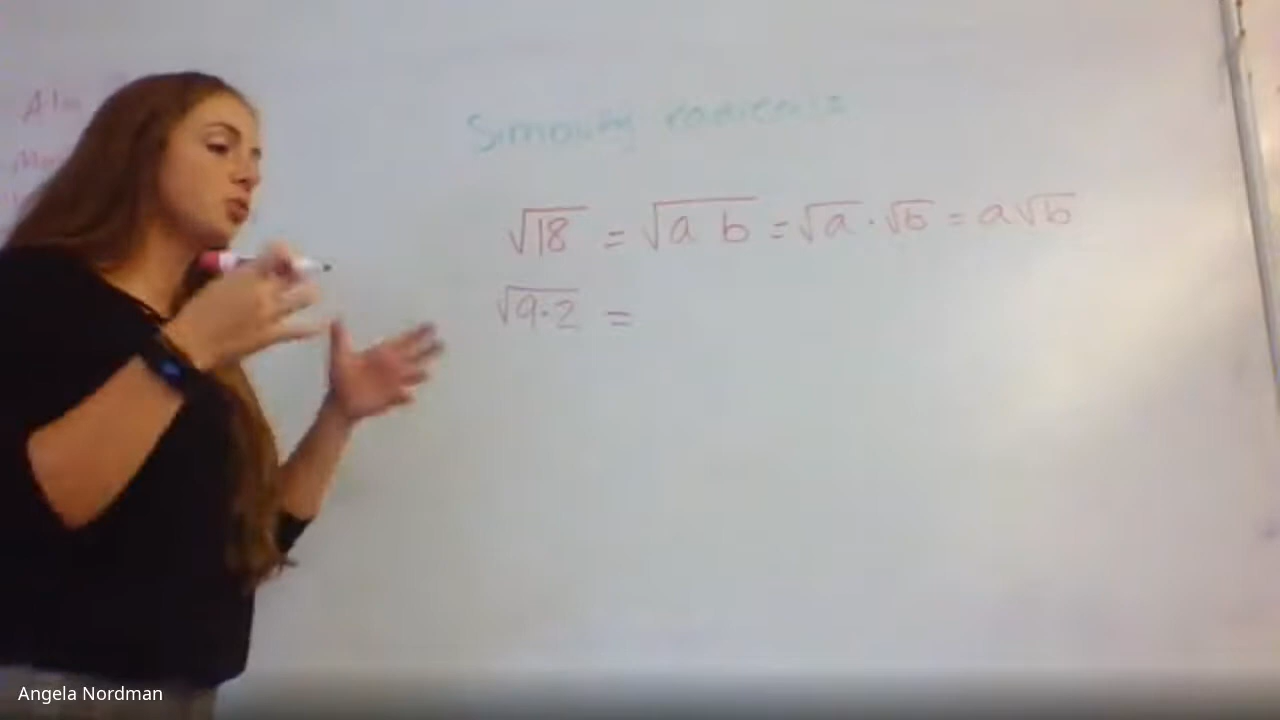 Simplify radicals
√18 = √a b = √a · √b = a√b
√9·2 =
Angela Nordman